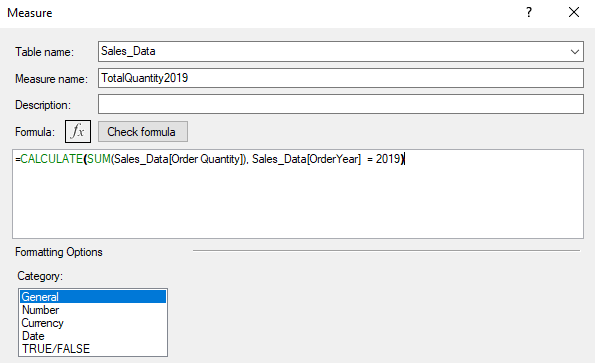 Measure ?
Table name: Sales_Data
Measure name: TotalQuantity2019
Description:
Formula: fx Check formula
=CALCULATE(SUM(Sales_Data[Order Quantity]), Sales_Data[OrderYear]  = 2019)
Formatting Options
Category:
General
Number
Currency
Date
TRUE/FALSE